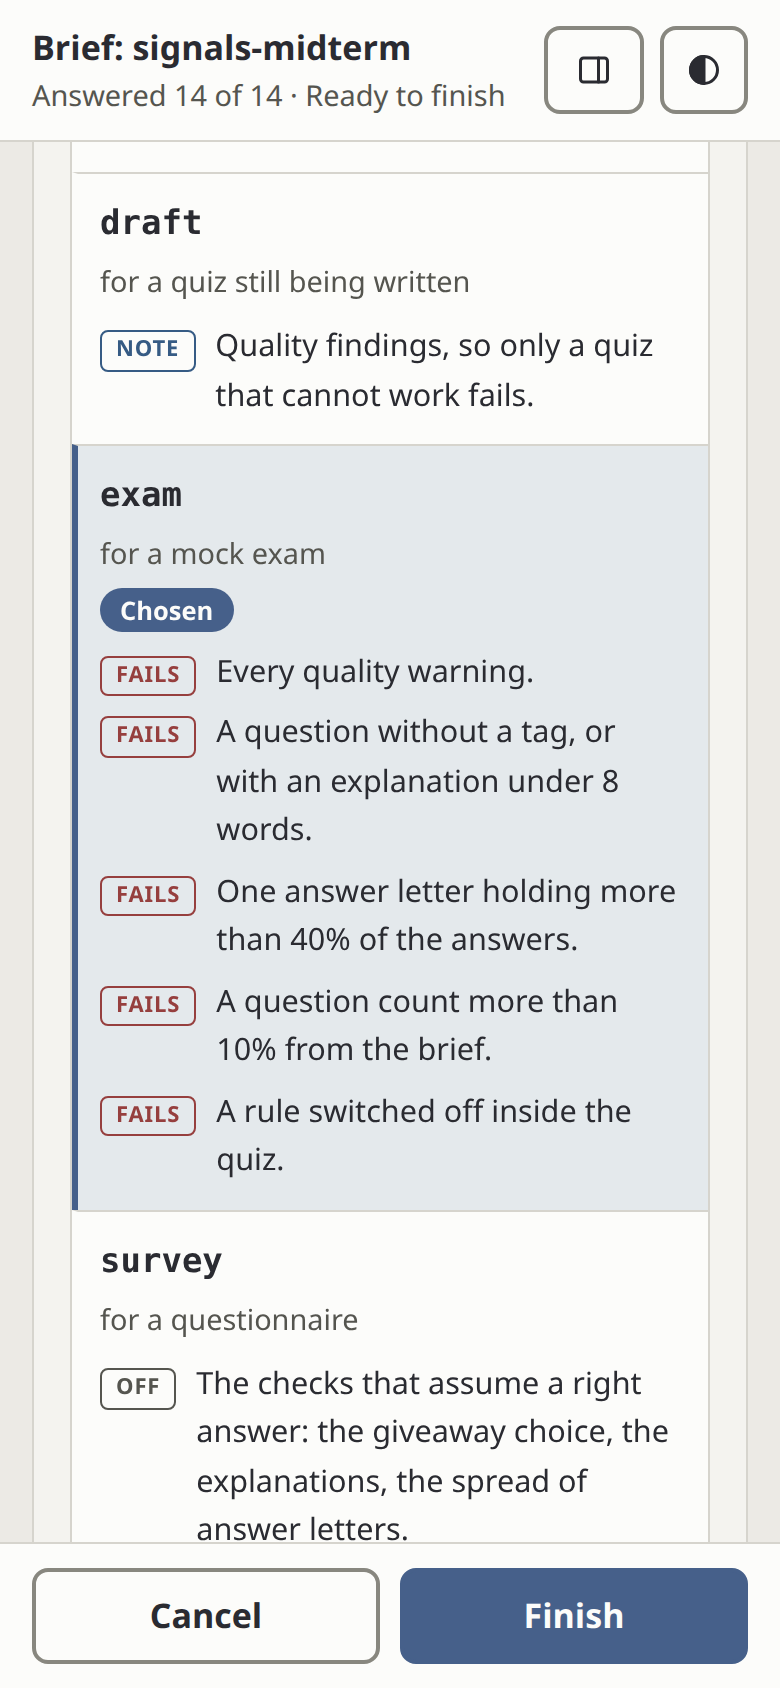 Brief: signals-midterm
Answered 14 of 14 · Ready to finish
draft
for a quiz still being written
NOTE Quality findings, so only a quiz
that cannot work fails.
exam
for a mock exam
Chosen
FAILS Every quality warning.
FAILS A question without a tag, or
with an explanation under 8
words.
FAILS One answer letter holding more
than 40% of the answers.
FAILS A question count more than
10% from the brief.
FAILS A rule switched off inside the
quiz.
survey
for a questionnaire
OFF The checks that assume a right
answer: the giveaway choice, the
explanations, the spread of
answer letters.
Cancel Finish